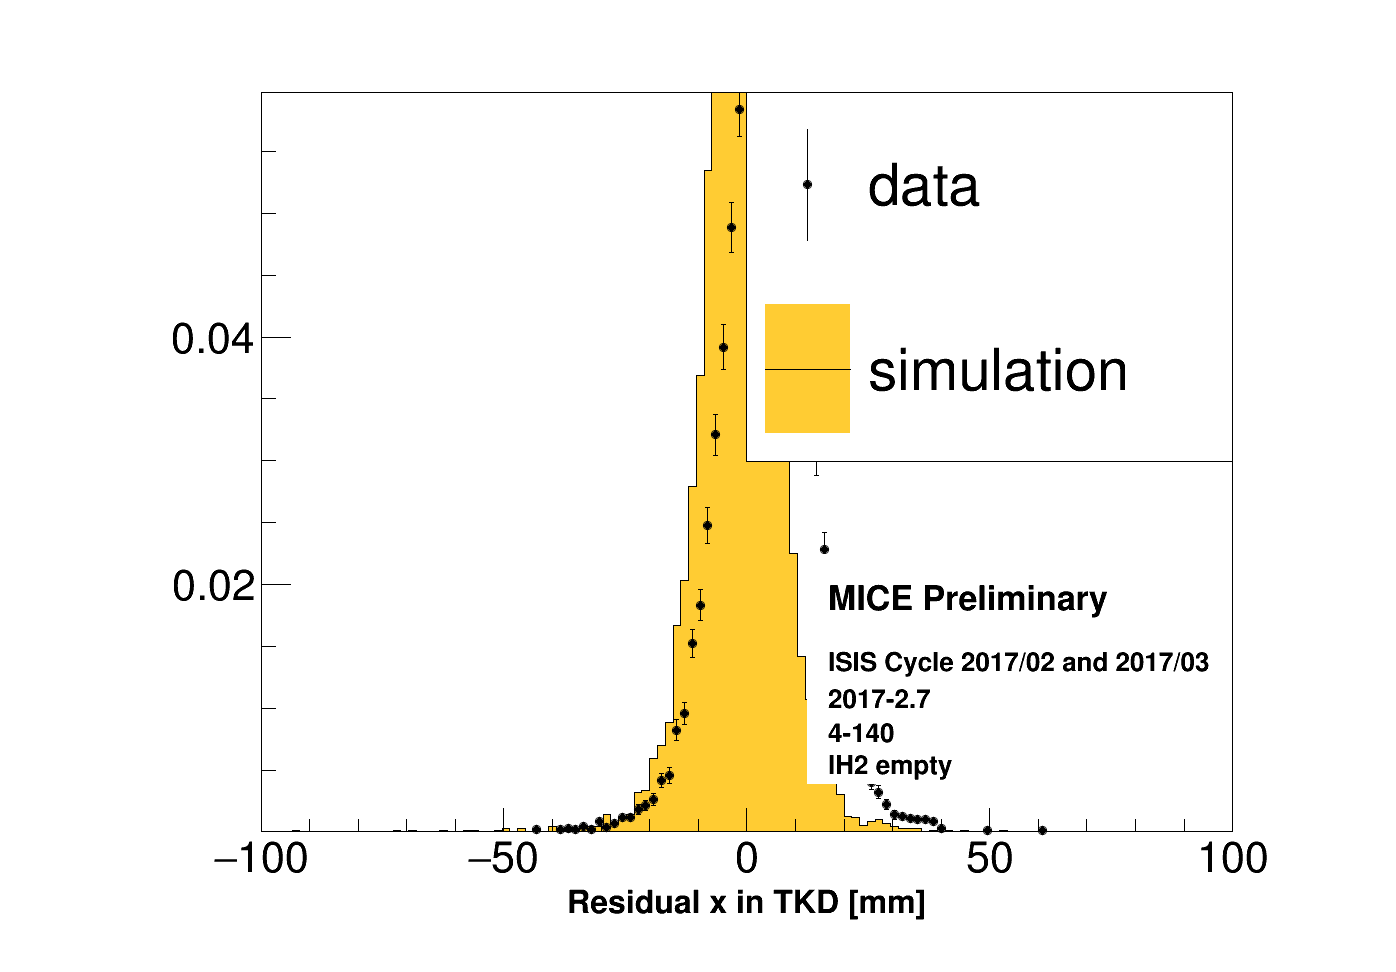 data
simulation
0.04
0.02
MICE Preliminary
ISIS Cycle 2017/02 and 2017/03
2017-2.7
4-140
IH2 empty
−100
−50
0
50
100
Residual x in TKD [mm]